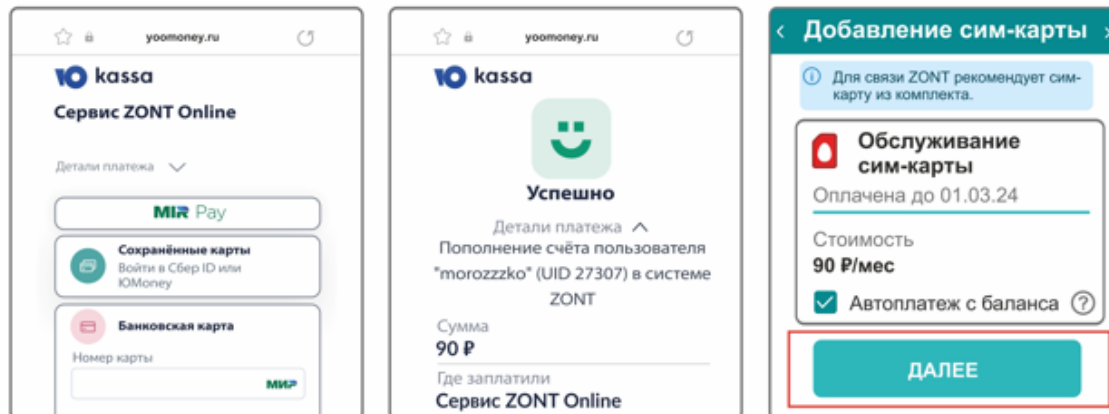 yoomoney.ru
Ю kassa
Сервис ZONT Online
Детали платежа
MIR Pay
Сохранённые карты
Войти в Сбер ID или
ЮMoney
Банковская карта
Номер карты
МИР
yoomoney.ru
Ю kassa
Успешно
Детали платежа
Пополнение счёта пользователя
"morozzzko" (UID 27307) в системе
ZONT
Сумма
90 ₽
Где заплатили
Сервис ZONT Online
Добавление сим-карты
Для связи ZONT рекомендует сим-
карту из комплекта.
Обслуживание
сим-карты
Оплачена до 01.03.24
Стоимость
90 ₽/мес
Автоплатеж с баланса ?
ДАЛЕЕ